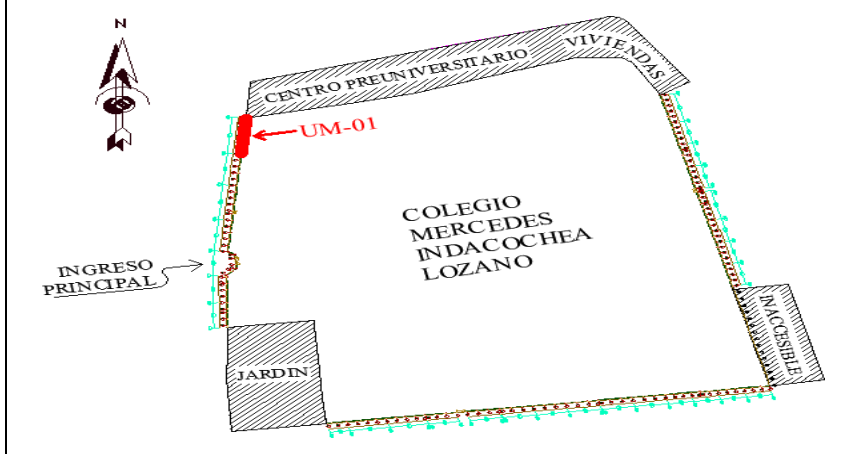 N
CENTRO PREUNIVERSITARIO
VIVIENDAS
UM-01
COLEGIO
MERCEDES
INDACOCHEA
LOZANO
INGRESO
PRINCIPAL
INACCESIBLE
JARDIN